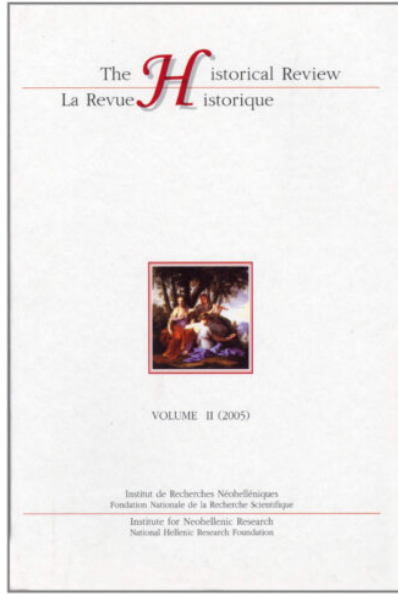 The Historical Review
La Revue Historique
VOLUME II (2005)
Institut de Recherches Néohelléniques
Fondation Nationale de la Recherche Scientifique
Institute for Neohellenic Research
National Hellenic Research Foundation